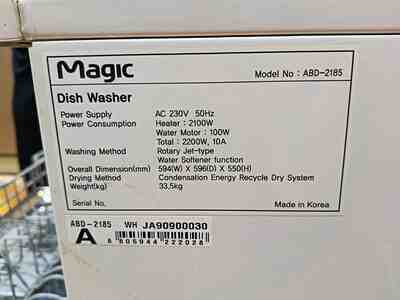 Magic
Model No : ABD-2185
Dish Washer
Power Supply AC 230V 50Hz
Power Consumption Heater : 2100W
Water Motor : 100W
Total : 2200W, 10A
Washing Method Rotary Jet-type
Water Softener function
Overall Dimension(mm) 594(W) X 596(D) X 550(H)
Drying Method Condensation Energy Recycle Dry System
Weight(kg) 33,5kg
Serial No.
Made in Korea
ABD-2185 WH JA90900030
A
8 805944 222028